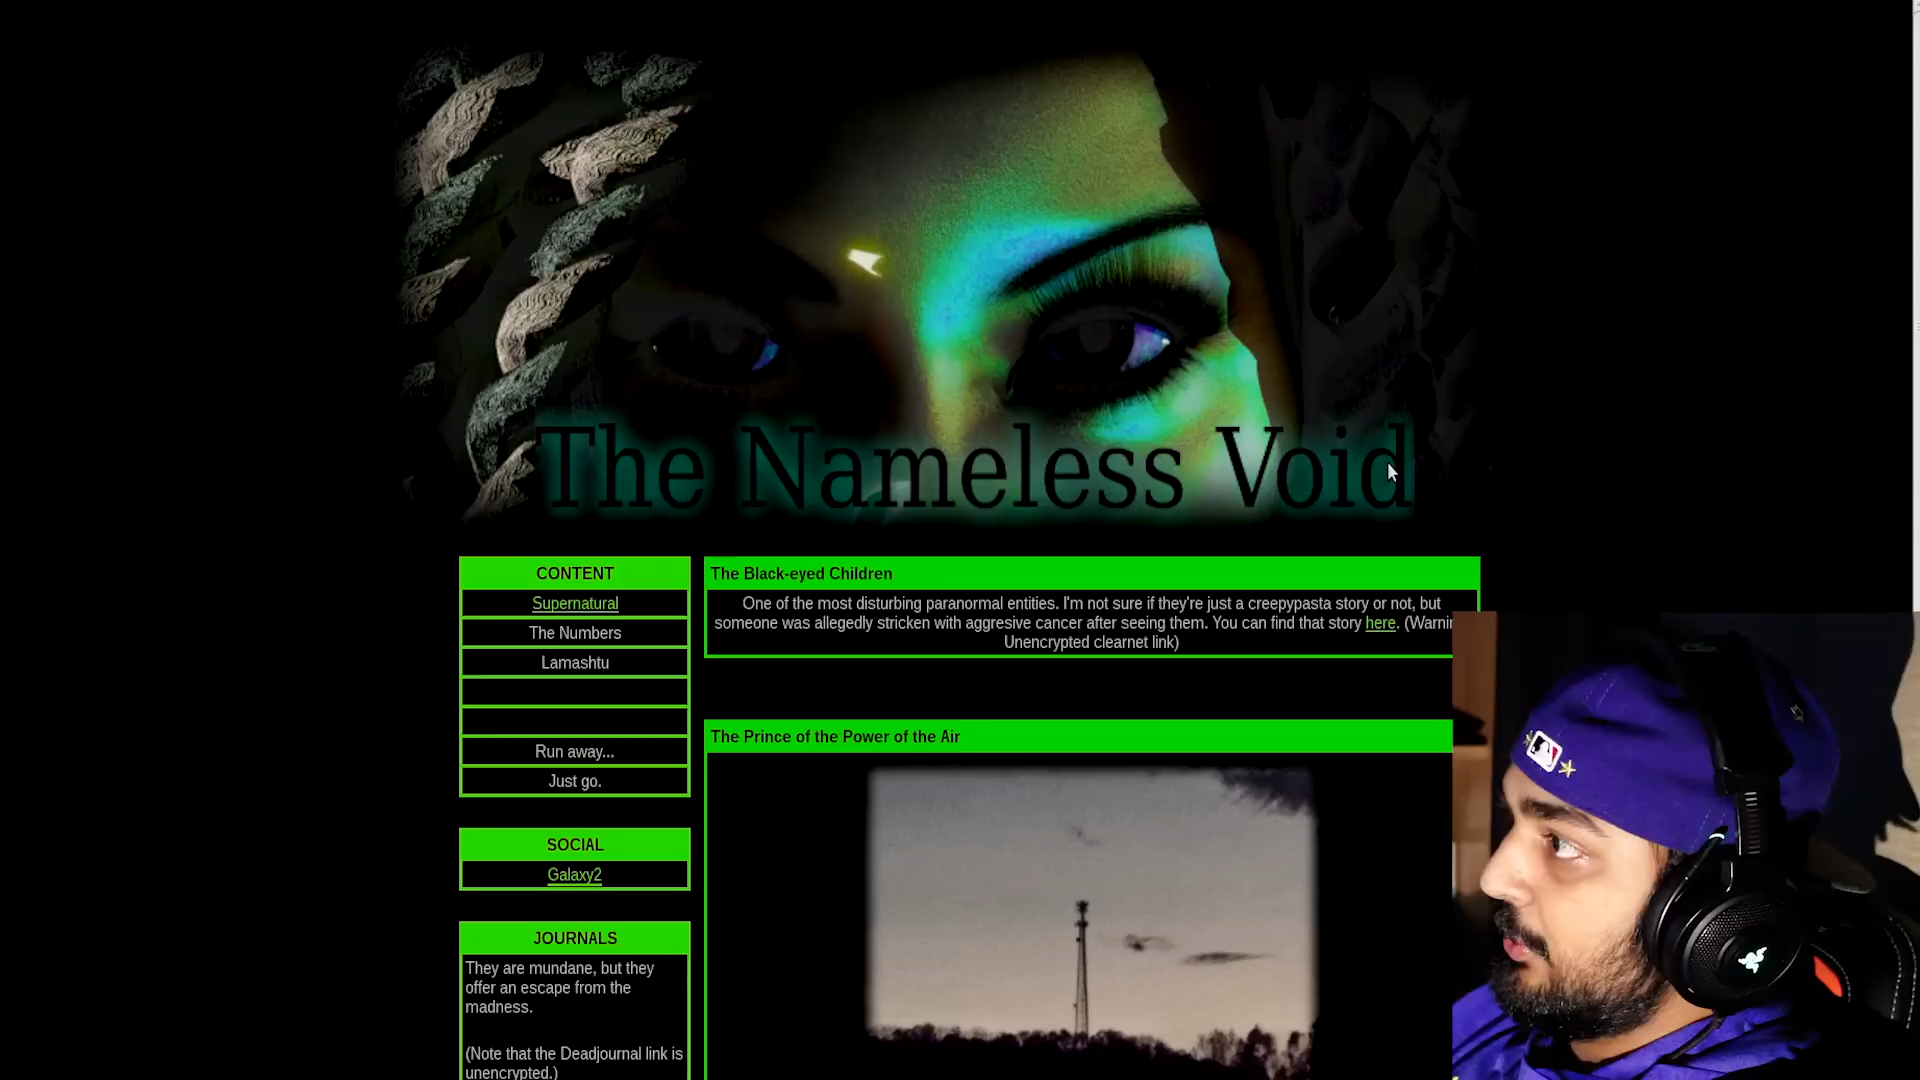 The Nameless Void
CONTENT
Supernatural
The Numbers
Lamashtu
Run away...
Just go.
SOCIAL
Galaxy2
JOURNALS
They are mundane, but they
offer an escape from the
madness.
(Note that the Deadjournal link is
unencrypted.)
The Black-eyed Children
One of the most disturbing paranormal entities. I'm not sure if they're just a creepypasta story or not, but
someone was allegedly stricken with aggresive cancer after seeing them. You can find that story here. (Warnin
Unencrypted clearnet link)
The Prince of the Power of the Air